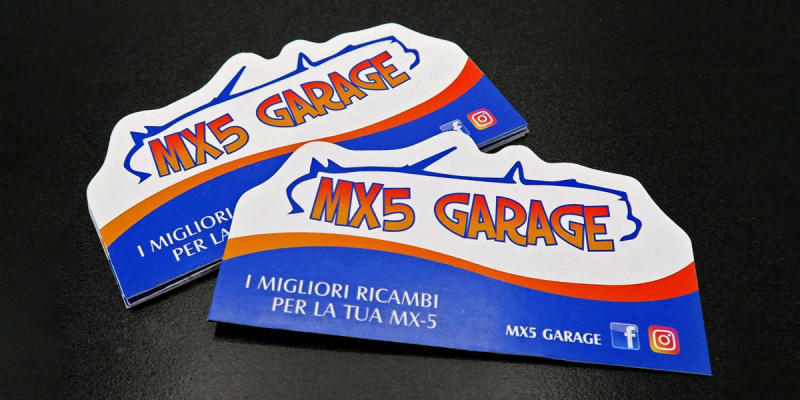 MX5 GARAGE
I MIGLIORI
PER LA
MX5 GARAGE
I MIGLIORI RICAMBI
PER LA TUA MX-5
MX5 GARAGE